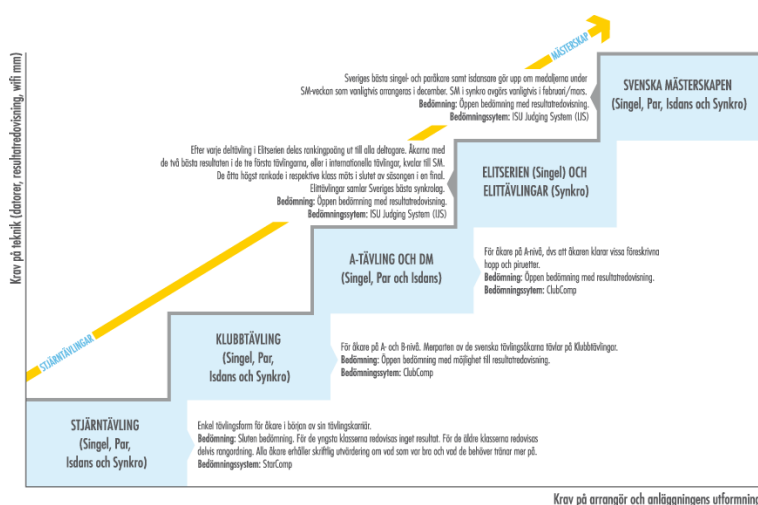 MÄSTERSKAP
Sveriges bästa singel- och paråkare samt isdansare gör upp om medaljerna under
SM-veckan som vanligtvis arrangeras i december. SM i synkro avgörs vanligtvis i februari/mars.
Bedömning: Öppen bedömning med resultatredovisning.
Bedömningssytem: ISU Judging System (IJS)
SVENSKA MÄSTERSKAPEN
(Singel, Par, Isdans och Synkro)
Efter varje deltävling i Elitserien delas rankingpoäng ut till alla deltagare. Åkarna med
de två bästa resultaten i de tre första tävlingarna, eller i internationella tävlingar, kvalar till SM.
De åtta högst rankade i respektive klass möts i slutet av säsongen i en final.
Elittävlingar samlar Sveriges bästa synkrolag.
Bedömning: Öppen bedömning med resultatredovisning.
Bedömningssytem: ISU Judging System (IJS)
ELITSERIEN (Singel) OCH
ELITTÄVLINGAR (Synkro)
A-TÄVLING OCH DM
(Singel, Par och Isdans)
För åkare på A-nivå, dvs att åkaren klarar vissa föreskrivna
hopp och piruetter.
Bedömning: Öppen bedömning med resultatredovisning.
Bedömningssytem: ClubComp
KLUBBTÄVLING
(Singel, Par,
Isdans och Synkro)
För åkare på A- och B-nivå. Merparten av de svenska tävlingsåkarna tävlar på Klubbtävlingar.
Bedömning: Öppen bedömning med möjlighet till resultatredovisning.
Bedömningssytem: ClubComp
STJÄRNTÄVLINGAR
STJÄRNTÄVLING
(Singel, Par,
Isdans och Synkro)
Enkel tävlingsform för åkare i början av sin tävlingskarriär.
Bedömning: Sluten bedömning. För de yngsta klasserna redovisas inget resultat. För de äldre klasserna redovisas
delvis rangordning. Alla åkare erhåller skriftlig utvärdering om vad som var bra och vad de behöver tränar mer på.
Bedömningssystem: StarComp
Krav på teknik (datorer, resultatredovisning, wifi mm)
Krav på arrangör och anläggningens utformning